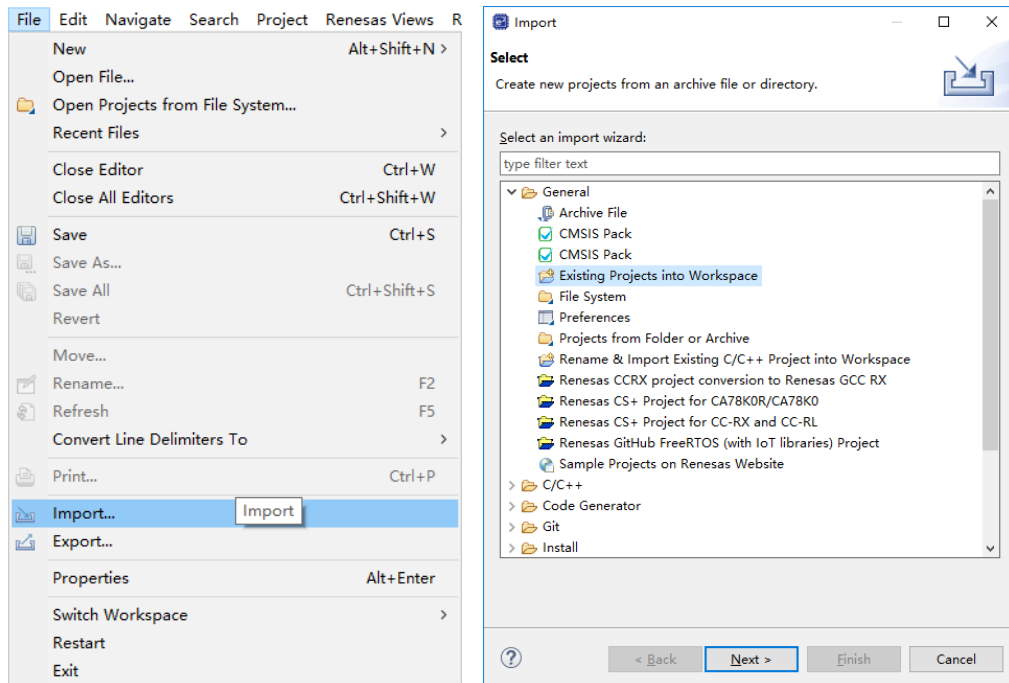 File Edit Navigate Search Project Renesas Views R
New Alt+Shift+N >
Open File...
Open Projects from File System...
Recent Files >
Close Editor Ctrl+W
Close All Editors Ctrl+Shift+W
Save Ctrl+S
Save As...
Save All Ctrl+Shift+S
Revert
Move...
Rename... F2
Refresh F5
Convert Line Delimiters To >
Print... Ctrl+P
Import... Import
Export...
Properties Alt+Enter
Switch Workspace >
Restart
Exit
Import
Select
Create new projects from an archive file or directory.
Select an import wizard:
type filter text
General
Archive File
CMSIS Pack
CMSIS Pack
Existing Projects into Workspace
File System
Preferences
Projects from Folder or Archive
Rename & Import Existing C/C++ Project into Workspace
Renesas CCRX project conversion to Renesas GCC RX
Renesas CS+ Project for CA78K0R/CA78K0
Renesas CS+ Project for CC-RX and CC-RL
Renesas GitHub FreeRTOS (with IoT libraries) Project
Sample Projects on Renesas Website
> C/C++
> Code Generator
> Git
> Install
? < Back Next > Finish Cancel